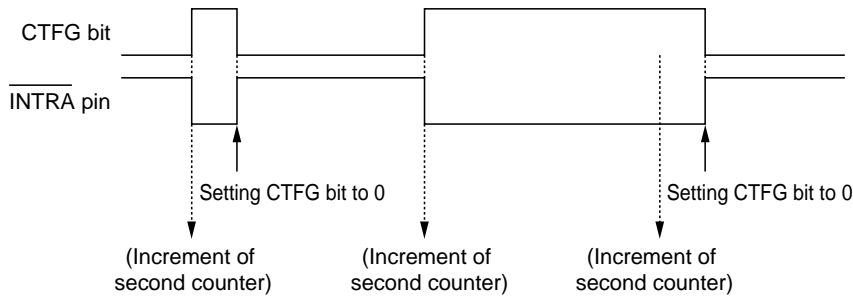 CTFG bit
INTRA pin
Setting CTFG bit to 0
Setting CTFG bit to 0
(Increment of
second counter)
(Increment of
second counter)
(Increment of
second counter)